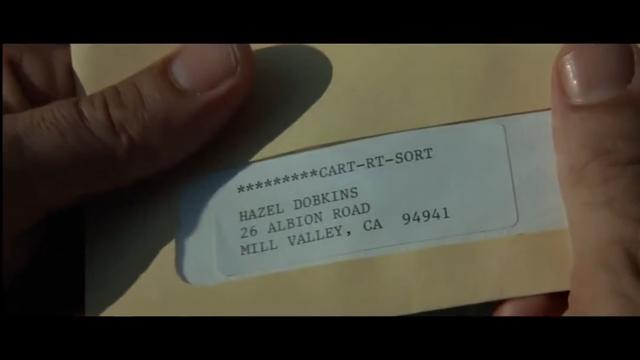 *********CART-RT-SORT
HAZEL DOBKINS
26 ALBION ROAD
MILL VALLEY, CA 94941